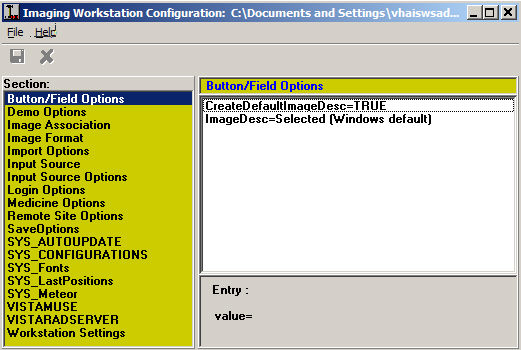 Imaging Workstation Configuration: C:\Documents and Settings\vhaiswsad...
File Help
Section:
Button/Field Options
Demo Options
Image Association
Image Format
Import Options
Input Source
Input Source Options
Login Options
Medicine Options
Remote Site Options
SaveOptions
SYS_AUTOUPDATE
SYS_CONFIGURATIONS
SYS_Fonts
SYS_LastPositions
SYS_Meteor
VISTAMUSE
VISTARADSERVER
Workstation Settings
Button/Field Options
CreateDefaultImageDesc=TRUE
ImageDesc=Selected (Windows default)
Entry :
value=